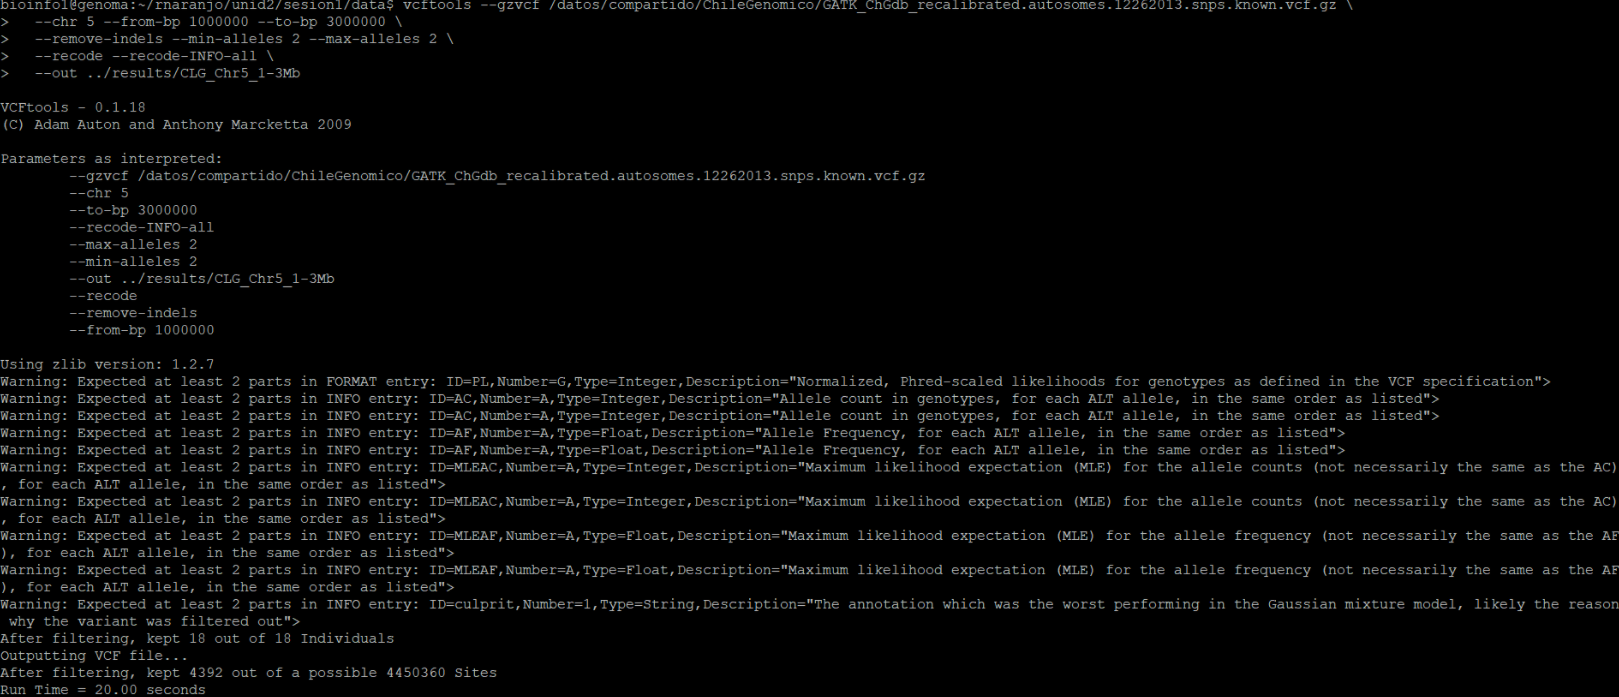 bioinfo1@genoma:~/rnaranjo/unid2/sesion1/data$ vcftools --gzvcf /datos/compartido/ChileGenomico/GATK_ChGdb_recalibrated.autosomes.12262013.snps.known.vcf.gz \
>   --chr 5 --from-bp 1000000 --to-bp 3000000 \
>   --remove-indels --min-alleles 2 --max-alleles 2 \
>   --recode --recode-INFO-all \
>   --out ../results/CLG_Chr5_1-3Mb
VCFtools - 0.1.18
(C) Adam Auton and Anthony Marcketta 2009
Parameters as interpreted:
--gzvcf /datos/compartido/ChileGenomico/GATK_ChGdb_recalibrated.autosomes.12262013.snps.known.vcf.gz
--chr 5
--to-bp 3000000
--recode-INFO-all
--max-alleles 2
--min-alleles 2
--out ../results/CLG_Chr5_1-3Mb
--recode
--remove-indels
--from-bp 1000000
Using zlib version: 1.2.7
Warning: Expected at least 2 parts in FORMAT entry: ID=PL,Number=G,Type=Integer,Description="Normalized, Phred-scaled likelihoods for genotypes as defined in the VCF specification">
Warning: Expected at least 2 parts in INFO entry: ID=AC,Number=A,Type=Integer,Description="Allele count in genotypes, for each ALT allele, in the same order as listed">
Warning: Expected at least 2 parts in INFO entry: ID=AC,Number=A,Type=Integer,Description="Allele count in genotypes, for each ALT allele, in the same order as listed">
Warning: Expected at least 2 parts in INFO entry: ID=AF,Number=A,Type=Float,Description="Allele Frequency, for each ALT allele, in the same order as listed">
Warning: Expected at least 2 parts in INFO entry: ID=AF,Number=A,Type=Float,Description="Allele Frequency, for each ALT allele, in the same order as listed">
Warning: Expected at least 2 parts in INFO entry: ID=MLEAC,Number=A,Type=Integer,Description="Maximum likelihood expectation (MLE) for the allele counts (not necessarily the same as the AC)
, for each ALT allele, in the same order as listed">
Warning: Expected at least 2 parts in INFO entry: ID=MLEAC,Number=A,Type=Integer,Description="Maximum likelihood expectation (MLE) for the allele counts (not necessarily the same as the AC)
, for each ALT allele, in the same order as listed">
Warning: Expected at least 2 parts in INFO entry: ID=MLEAF,Number=A,Type=Float,Description="Maximum likelihood expectation (MLE) for the allele frequency (not necessarily the same as the AF
), for each ALT allele, in the same order as listed">
Warning: Expected at least 2 parts in INFO entry: ID=MLEAF,Number=A,Type=Float,Description="Maximum likelihood expectation (MLE) for the allele frequency (not necessarily the same as the AF
), for each ALT allele, in the same order as listed">
Warning: Expected at least 2 parts in INFO entry: ID=culprit,Number=1,Type=String,Description="The annotation which was the worst performing in the Gaussian mixture model, likely the reason
why the variant was filtered out">
After filtering, kept 18 out of 18 Individuals
Outputting VCF file...
After filtering, kept 4392 out of a possible 4450360 Sites
Run Time = 20.00 seconds